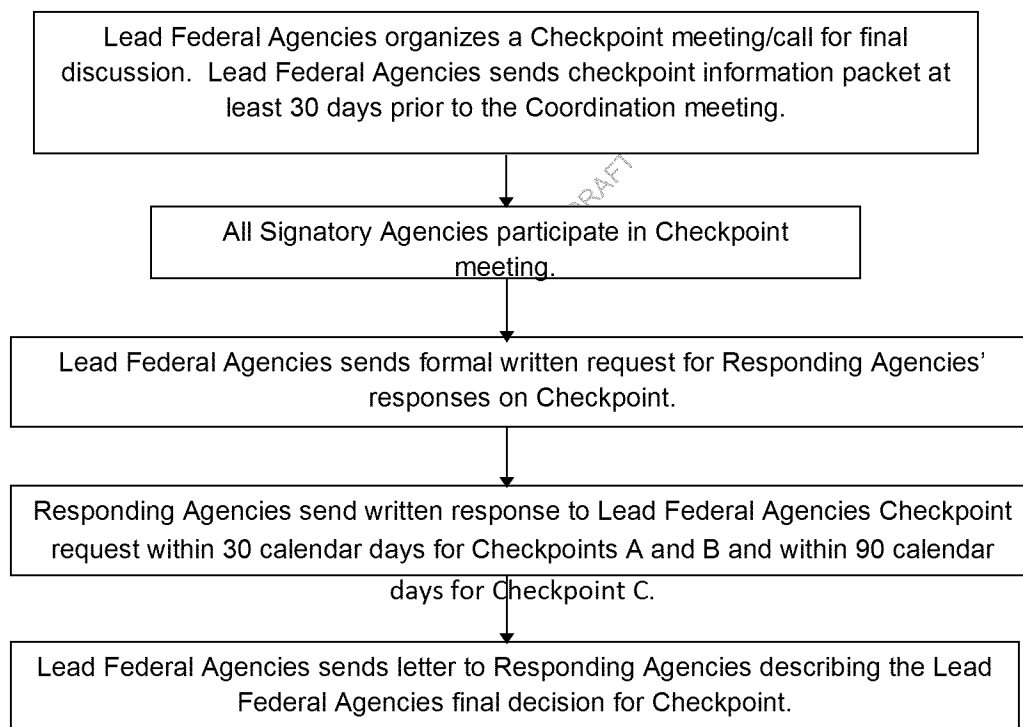 Lead Federal Agencies organizes a Checkpoint meeting/call for final
discussion.  Lead Federal Agencies sends checkpoint information packet at
least 30 days prior to the Coordination meeting.
DRAFT
All Signatory Agencies participate in Checkpoint
meeting.
Lead Federal Agencies sends formal written request for Responding Agencies’
responses on Checkpoint.
Responding Agencies send written response to Lead Federal Agencies Checkpoint
request within 30 calendar days for Checkpoints A and B and within 90 calendar
days for Checkpoint C.
Lead Federal Agencies sends letter to Responding Agencies describing the Lead
Federal Agencies final decision for Checkpoint.